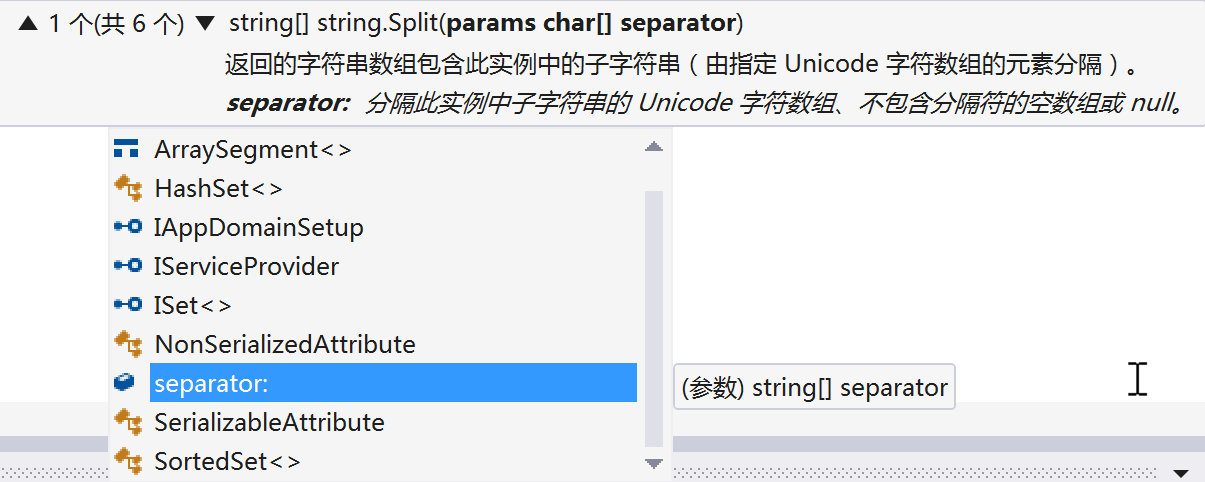 ▲ 1 个(共 6 个) ▼ string[] string.Split(params char[] separator)
返回的字符串数组包含此实例中的子字符串（由指定 Unicode 字符数组的元素分隔）。
separator: 分隔此实例中子字符串的 Unicode 字符数组、不包含分隔符的空数组或 null。
ArraySegment<>
HashSet<>
IAppDomainSetup
IServiceProvider
ISet<>
NonSerializedAttribute
separator:
(参数) string[] separator
SerializableAttribute
SortedSet<>